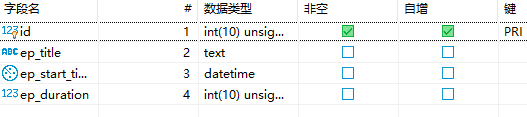 字段名 # 数据类型 非空 自增 键
123 id 1 int(10) unsig... PRI
ABC ep_title 2 text
ep_start_ti... 3 datetime
123 ep_duration 4 int(10) unsig...